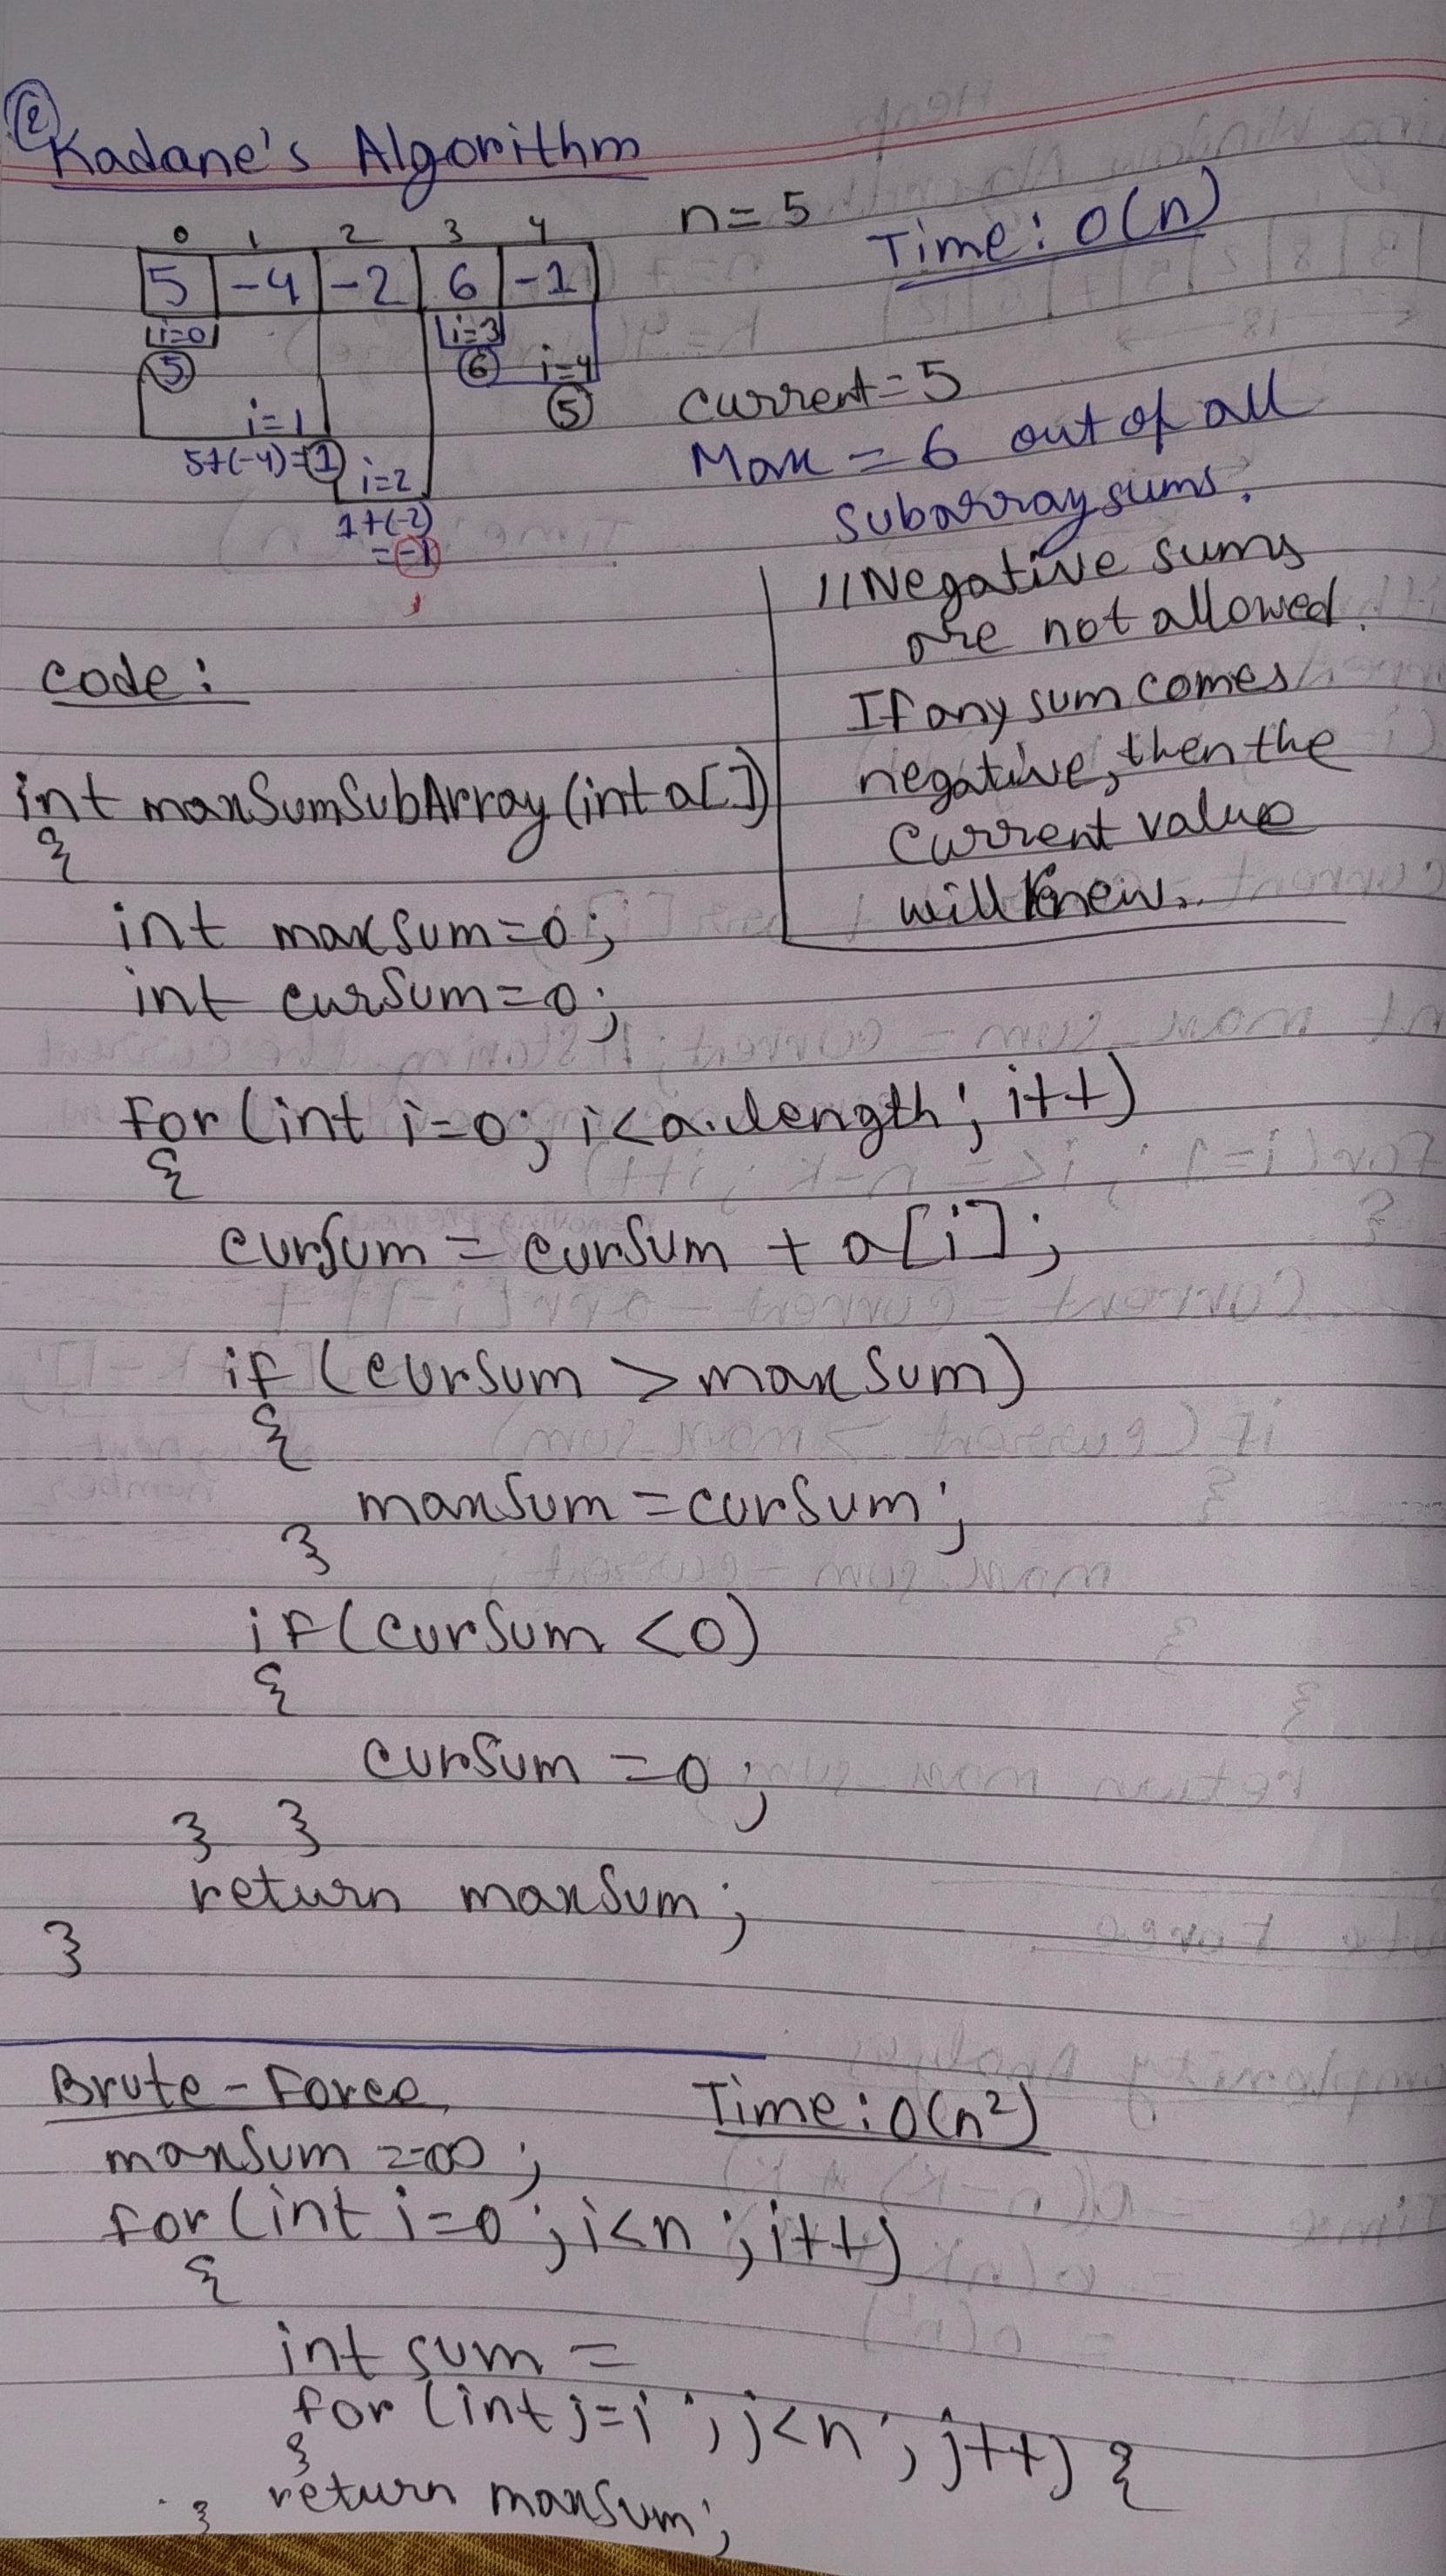 ② Kadane's Algorithm
n = 5
Time : O(n)
0 1 2 3 4
5 -4 -2 6 -1
i=0 i=3
5 6 i=4
5
i=1
5+(-4)=1
i=2
1+(-2)
= -1
current = 5
Max = 6 out of all
Subarray sums.
//Negative sums
are not allowed.
If any sum comes
negative, then the
current value
will
code :
int maxSumSubArray (int a[])
{
int maxSum=0;
int curSum=0;
for (int i=0; i<a.length; i++)
{
curSum = curSum + a[i];
if (curSum > maxSum)
{
maxSum = curSum;
}
if (curSum <0)
{
curSum =0;
} }
return maxSum;
}
Brute-Force
Time : O(n²)
maxSum =-∞;
for (int i=0; i<n; i++)
{
int sum =
for (int j=i; j<n; j++) {
}
return maxSum;
}